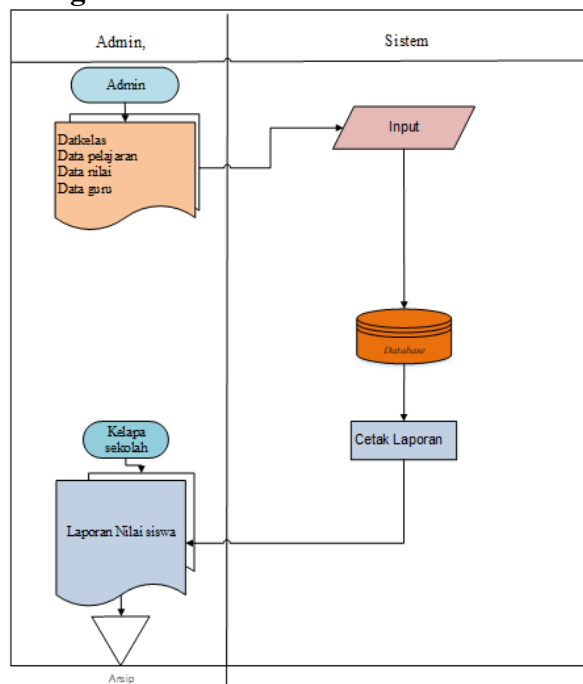 Admin,
Sistem
Admin
Input
Datkelas
Data pelajaran
Data nilai
Data guru
Database
Kelapa
sekolah
Cetak Laporan
Laporan Nilai siswa
Arsip